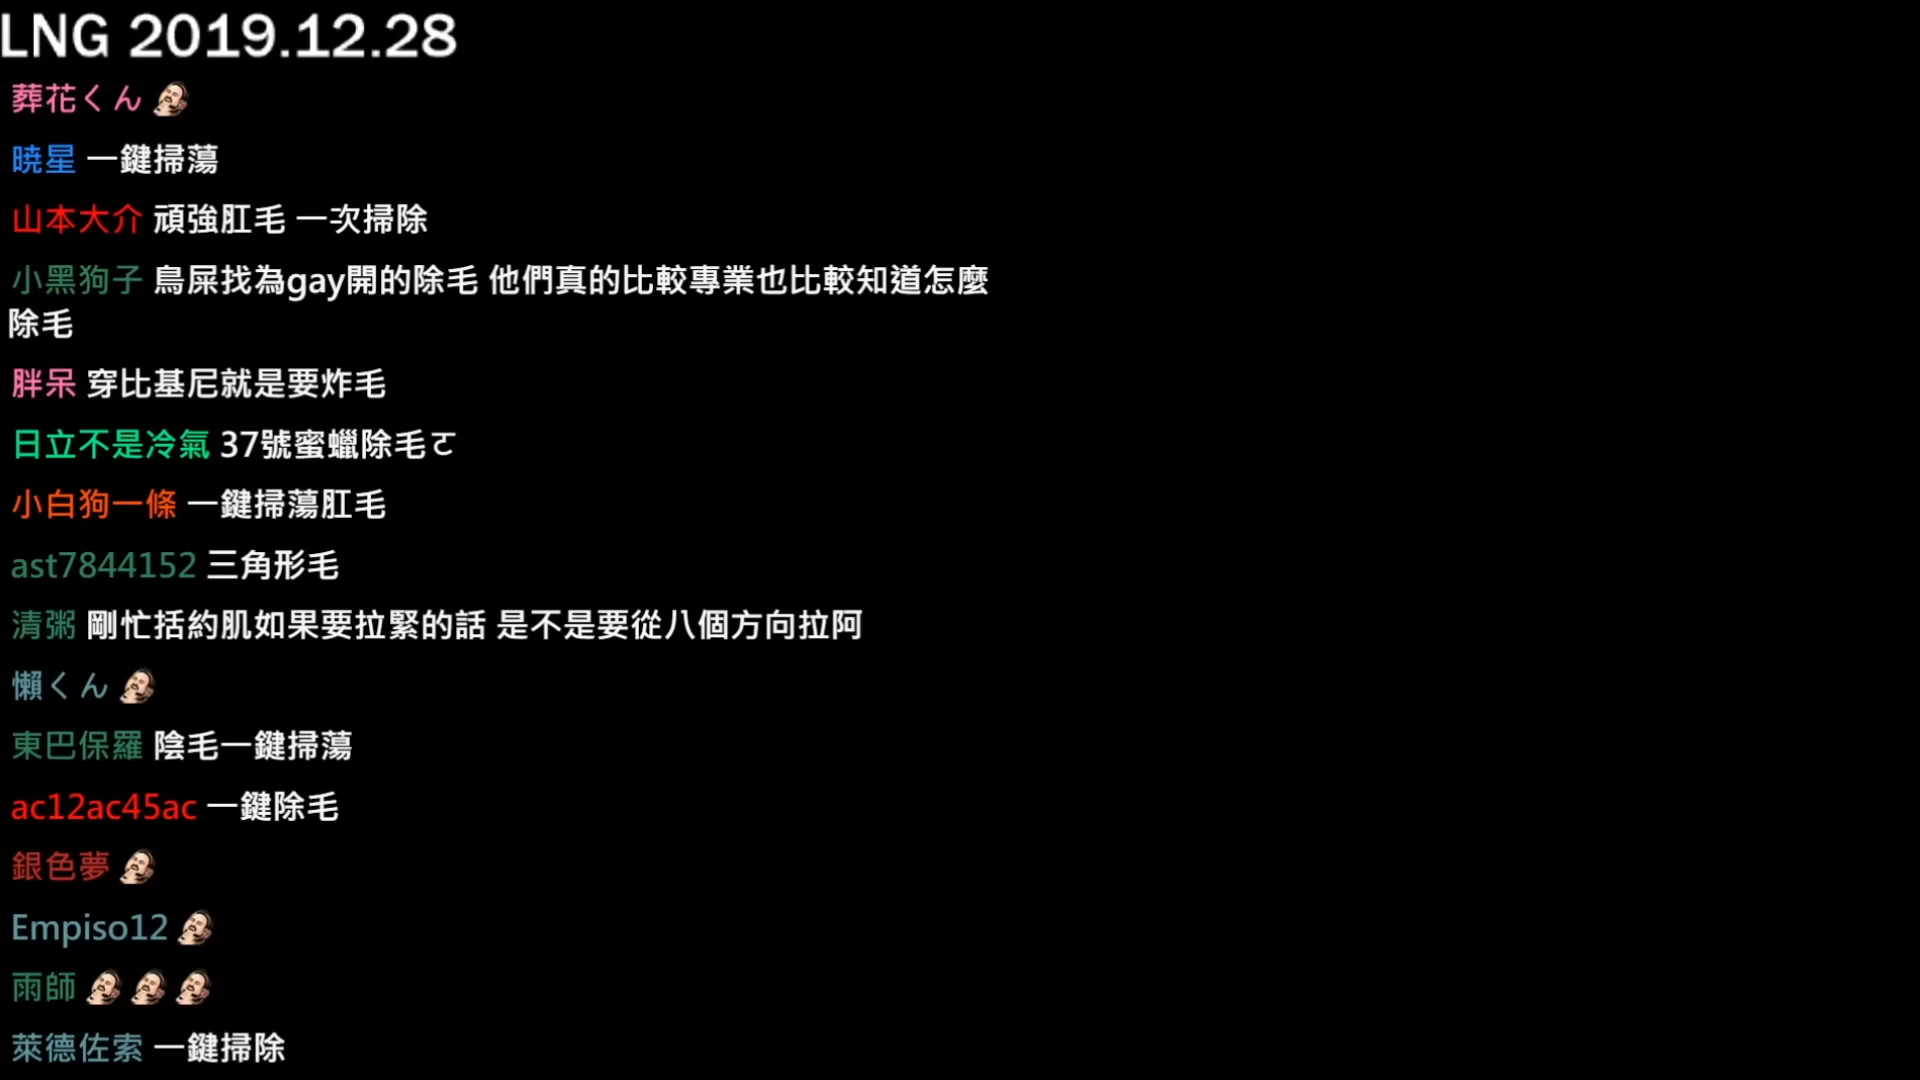 LNG 2019.12.28
葬花くん
暁星 一鍵掃蕩
山本大介 頑強肛毛 一次掃除
小黑狗子 鳥屎找為gay開的除毛 他們真的比較專業也比較知道怎麼
除毛
胖呆 穿比基尼就是要炸毛
日立不是冷氣 37號蜜蠟除毛ㄛ
小白狗一條 一鍵掃蕩肛毛
ast7844152 三角形毛
清粥 剛忙括約肌如果要拉緊的話 是不是要從八個方向拉阿
懶くん
東巴保羅 陰毛一鍵掃蕩
ac12ac45ac 一鍵除毛
銀色夢
Empiso12
雨師
萊德佐索 一鍵掃除